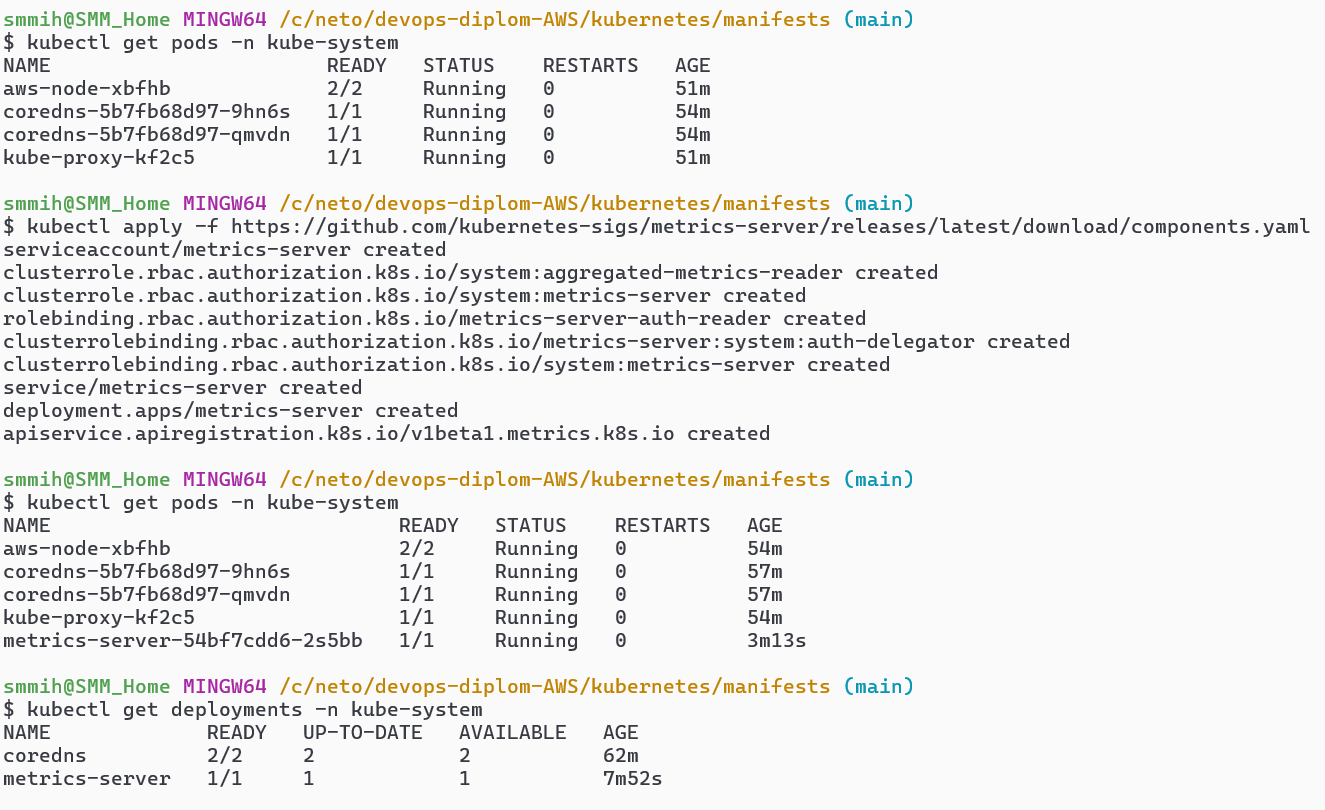 smmih@SMM_Home MINGW64 /c/neto/devops-diplom-AWS/kubernetes/manifests (main)
$ kubectl get pods -n kube-system
NAME                       READY   STATUS    RESTARTS   AGE
aws-node-xbfhb             2/2     Running   0          51m
coredns-5b7fb68d97-9hn6s   1/1     Running   0          54m
coredns-5b7fb68d97-qmvdn   1/1     Running   0          54m
kube-proxy-kf2c5           1/1     Running   0          51m

smmih@SMM_Home MINGW64 /c/neto/devops-diplom-AWS/kubernetes/manifests (main)
$ kubectl apply -f https://github.com/kubernetes-sigs/metrics-server/releases/latest/download/components.yaml
serviceaccount/metrics-server created
clusterrole.rbac.authorization.k8s.io/system:aggregated-metrics-reader created
clusterrole.rbac.authorization.k8s.io/system:metrics-server created
rolebinding.rbac.authorization.k8s.io/metrics-server-auth-reader created
clusterrolebinding.rbac.authorization.k8s.io/metrics-server:system:auth-delegator created
clusterrolebinding.rbac.authorization.k8s.io/system:metrics-server created
service/metrics-server created
deployment.apps/metrics-server created
apiservice.apiregistration.k8s.io/v1beta1.metrics.k8s.io created

smmih@SMM_Home MINGW64 /c/neto/devops-diplom-AWS/kubernetes/manifests (main)
$ kubectl get pods -n kube-system
NAME                             READY   STATUS    RESTARTS   AGE
aws-node-xbfhb                   2/2     Running   0          54m
coredns-5b7fb68d97-9hn6s         1/1     Running   0          57m
coredns-5b7fb68d97-qmvdn         1/1     Running   0          57m
kube-proxy-kf2c5                 1/1     Running   0          54m
metrics-server-54bf7cdd6-2s5bb   1/1     Running   0          3m13s

smmih@SMM_Home MINGW64 /c/neto/devops-diplom-AWS/kubernetes/manifests (main)
$ kubectl get deployments -n kube-system
NAME             READY   UP-TO-DATE   AVAILABLE   AGE
coredns          2/2     2            2           62m
metrics-server   1/1     1            1           7m52s